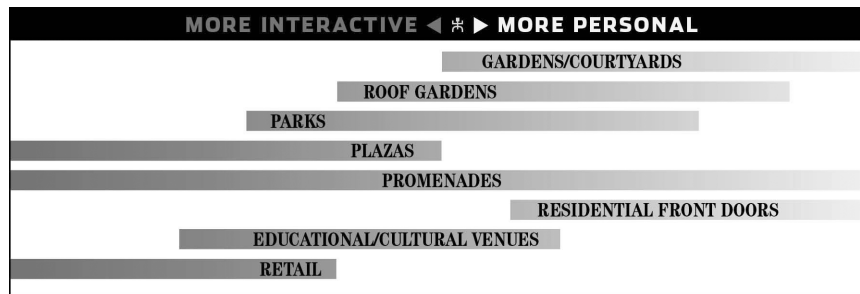 MORE INTERACTIVE ◀ ▶ MORE PERSONAL
GARDENS/COURTYARDS
ROOF GARDENS
PARKS
PLAZAS
PROMENADES
RESIDENTIAL FRONT DOORS
EDUCATIONAL/CULTURAL VENUES
RETAIL